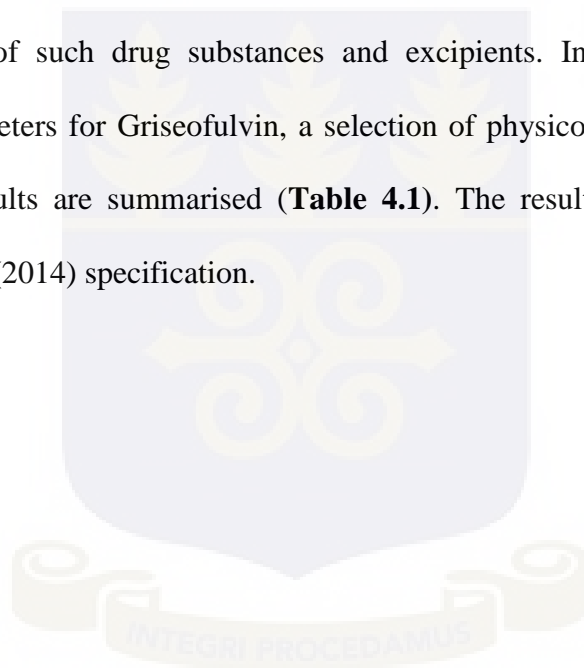 of such drug substances and excipients. In
eters for Griseofulvin, a selection of physico
ults are summarised (Table 4.1). The resul
(2014) specification.
INTEGRI PROCEDAMUS